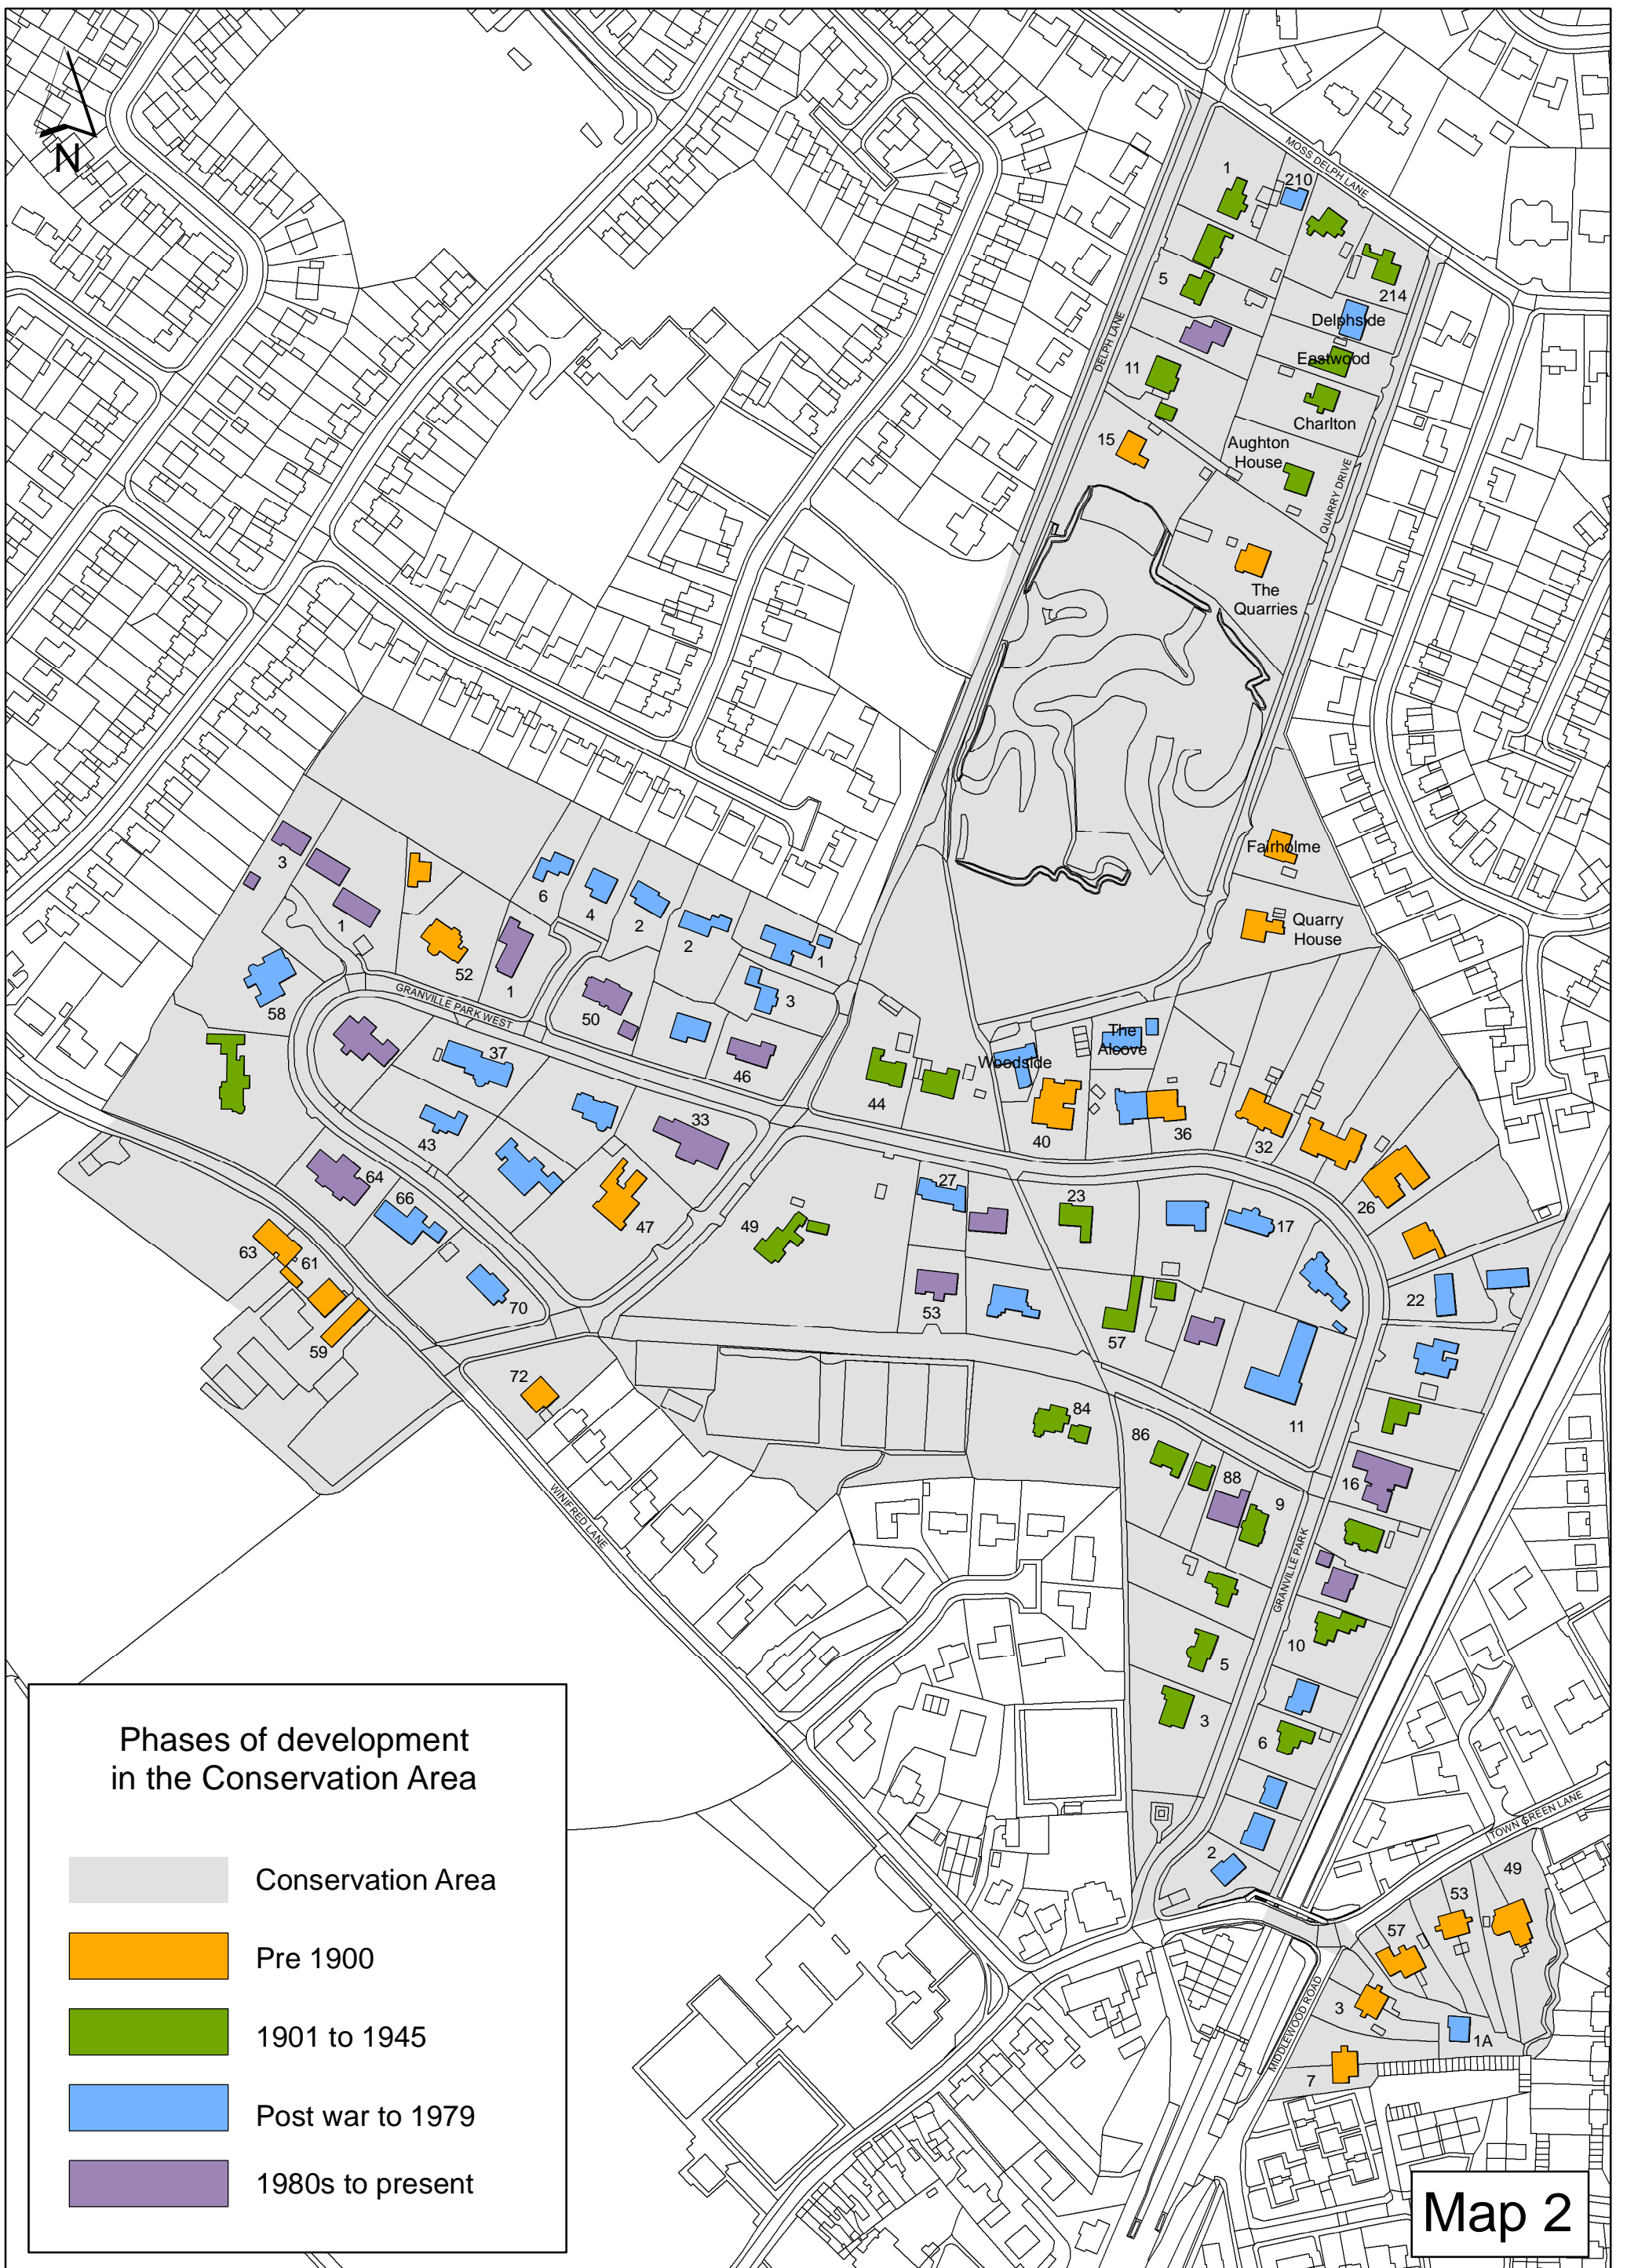 N
MOSS DELPH LANE
1
210
5
214
DELPH LANE
Delphside
Eastwood
11
Charlton
15
Aughton
House
QUARRY DRIVE
The
Quarries
Fairholme
3
6
4
2
2
1
1
Quarry
House
52
1
3
58
GRANVILLE PARK WEST
50
The
Alcove
Woodside
37
46
44
40
36
32
43
33
26
64
66
47
49
27
23
17
63
61
70
53
57
22
59
72
84
86
88
11
16
9
WINIFRED LANE
GRANVILLE PARK
10
5
3
6
2
TOWN GREEN LANE
49
53
57
3
MIDDLEWOOD ROAD
1A
7
Phases of development
in the Conservation Area
Conservation Area
Pre 1900
1901 to 1945
Post war to 1979
1980s to present
Map 2